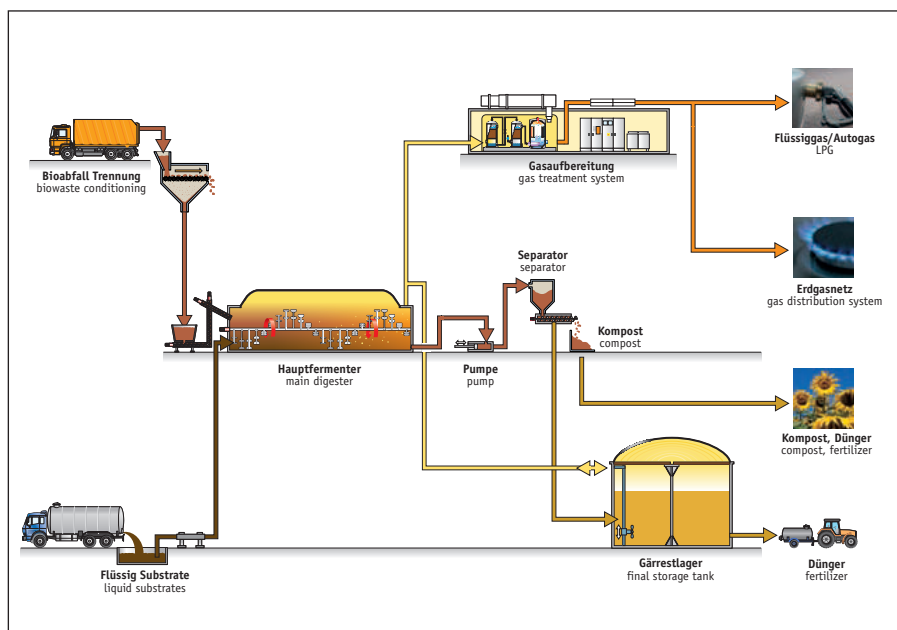 Flüssiggas/Autogas
LPG
Bioabfall Trennung
biowaste conditioning
Gasaufbereitung
gas treatment system
Separator
separator
Erdgasnetz
gas distribution system
Kompost
compost
Hauptfermenter
main digester
Pumpe
pump
Kompost, Dünger
compost, fertilizer
Flüssig Substrate
liquid substrates
Gärrestlager
final storage tank
Dünger
fertilizer